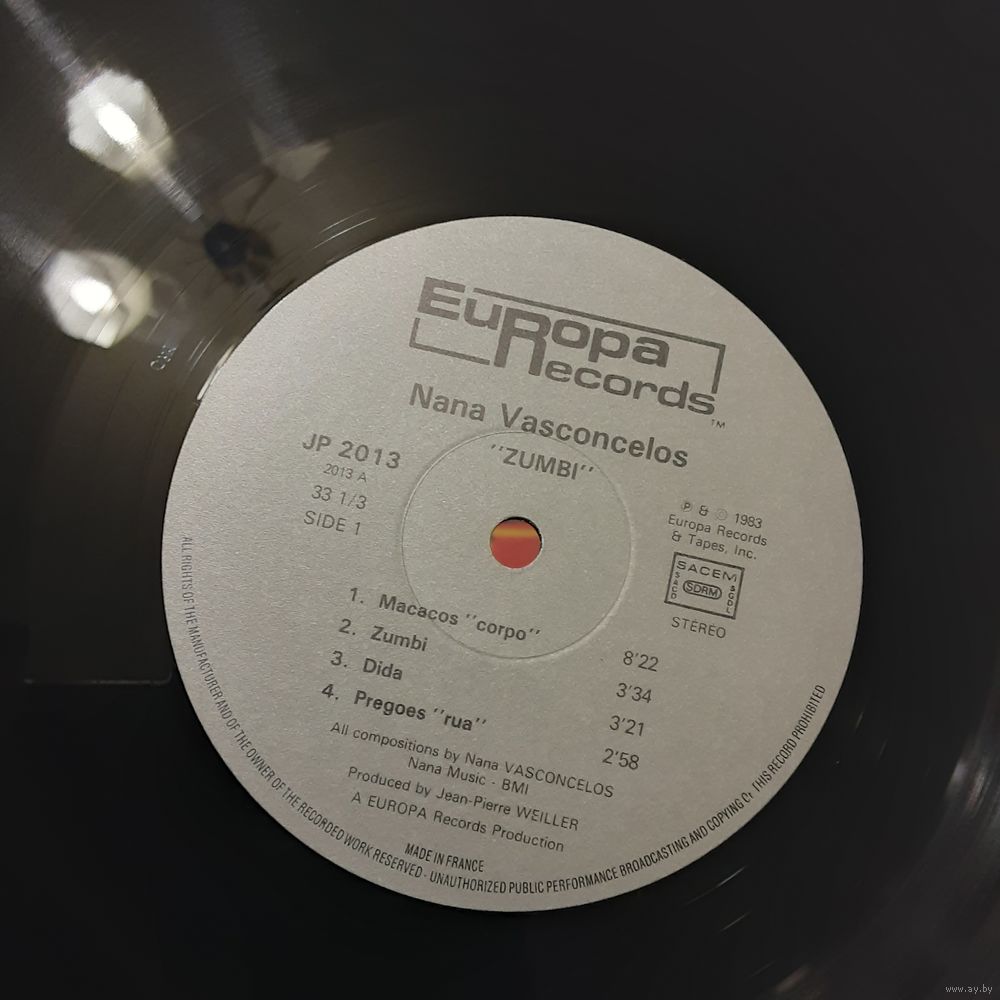 Europa
Records
TM
Nana Vasconcelos
"ZUMBI"
JP 2013
2013 A
33 1/3
SIDE 1
℗ & © 1983
Europa Records
& Tapes, Inc.
SACEM
SACD
SDRM
SGDL
STEREO
1. Macacos "corpo" 8'22
2. Zumbi 3'34
3. Dida 3'21
4. Pregoes "rua" 2'58
All compositions by Nana VASCONCELOS
Nana Music - BMI
Produced by Jean-Pierre WEILLER
A EUROPA Records Production
MADE IN FRANCE
ALL RIGHTS OF THE MANUFACTURER AND OF THE OWNER OF THE RECORDED WORK RESERVED - UNAUTHORIZED PUBLIC PERFORMANCE BROADCASTING AND COPYING THIS RECORD PROHIBITED
www.ay.by